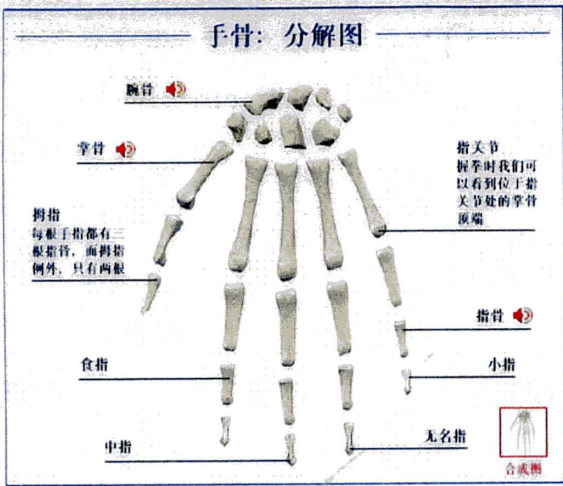 手骨：分解图
腕骨
掌骨
指关节
握拳时我们可
以看到位于指
关节处的掌骨
顶端
拇指
每根手指都有三
根指骨，而拇指
例外，只有两根
指骨
食指
小指
中指
无名指
合成图